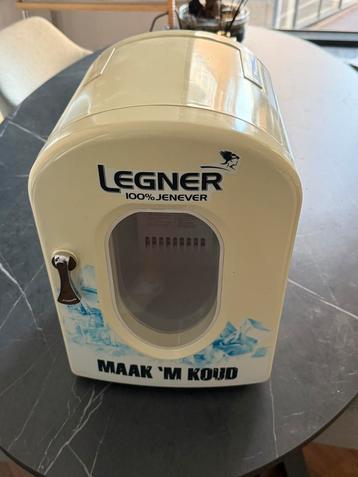 LEGNER
100% JENEVER
MAAK 'M KOUD